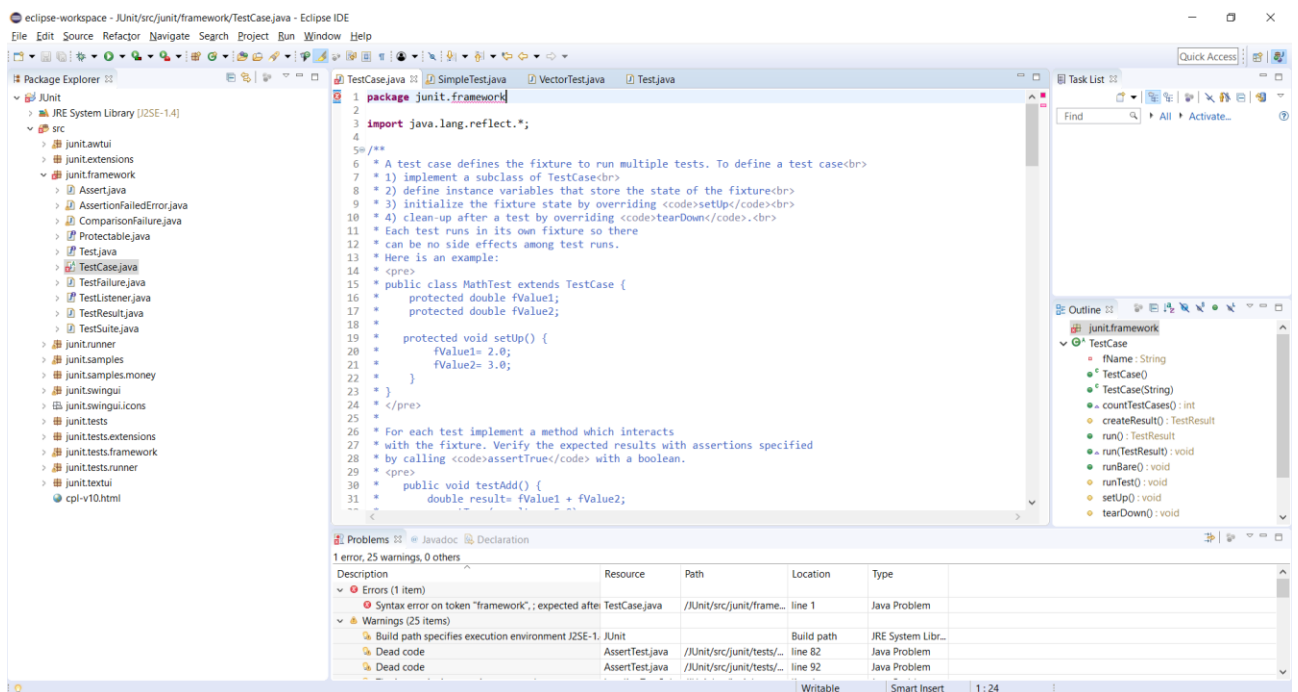 eclipse-workspace - JUnit/src/junit/framework/TestCase.java - Eclipse IDE
File Edit Source Refactor Navigate Search Project Run Window Help
Quick Access
Package Explorer
JUnit
JRE System Library [J2SE-1.4]
src
junit.awtui
junit.extensions
junit.framework
Assert.java
AssertionFailedError.java
ComparisonFailure.java
Protectable.java
Test.java
TestCase.java
TestFailure.java
TestListener.java
TestResult.java
TestSuite.java
junit.runner
junit.samples
junit.samples.money
junit.swingui
junit.swingui.icons
junit.tests
junit.tests.extensions
junit.tests.framework
junit.tests.runner
junit.textui
cpl-v10.html
TestCase.java SimpleTest.java VectorTest.java Test.java
1 package junit.framework
2
3 import java.lang.reflect.*;
4
5 /**
6 * A test case defines the fixture to run multiple tests. To define a test case<br>
7 * 1) implement a subclass of TestCase<br>
8 * 2) define instance variables that store the state of the fixture<br>
9 * 3) initialize the fixture state by overriding <code>setUp</code><br>
10 * 4) clean-up after a test by overriding <code>tearDown</code>.<br>
11 * Each test runs in its own fixture so there
12 * can be no side effects among test runs.
13 * Here is an example:
14 * <pre>
15 * public class MathTest extends TestCase {
16 *     protected double fValue1;
17 *     protected double fValue2;
18 *
19 *    protected void setUp() {
20 *         fValue1= 2.0;
21 *         fValue2= 3.0;
22 *     }
23 * }
24 * </pre>
25 *
26 * For each test implement a method which interacts
27 * with the fixture. Verify the expected results with assertions specified
28 * by calling <code>assertTrue</code> with a boolean.
29 * <pre>
30 *    public void testAdd() {
31 *        double result= fValue1 + fValue2;
Task List
Find All Activate...
Outline
junit.framework
TestCase
fName : String
TestCase()
TestCase(String)
countTestCases() : int
createResult() : TestResult
run() : TestResult
run(TestResult) : void
runBare() : void
runTest() : void
setUp() : void
tearDown() : void
Problems Javadoc Declaration
1 error, 25 warnings, 0 others
Description Resource Path Location Type
Errors (1 item)
Syntax error on token "framework", ; expected after TestCase.java /JUnit/src/junit/frame... line 1 Java Problem
Warnings (25 items)
Build path specifies execution environment J2SE-1. JUnit Build path JRE System Libr...
Dead code AssertTest.java /JUnit/src/junit/tests/... line 82 Java Problem
Dead code AssertTest.java /JUnit/src/junit/tests/... line 92 Java Problem
Writable Smart Insert 1 : 24